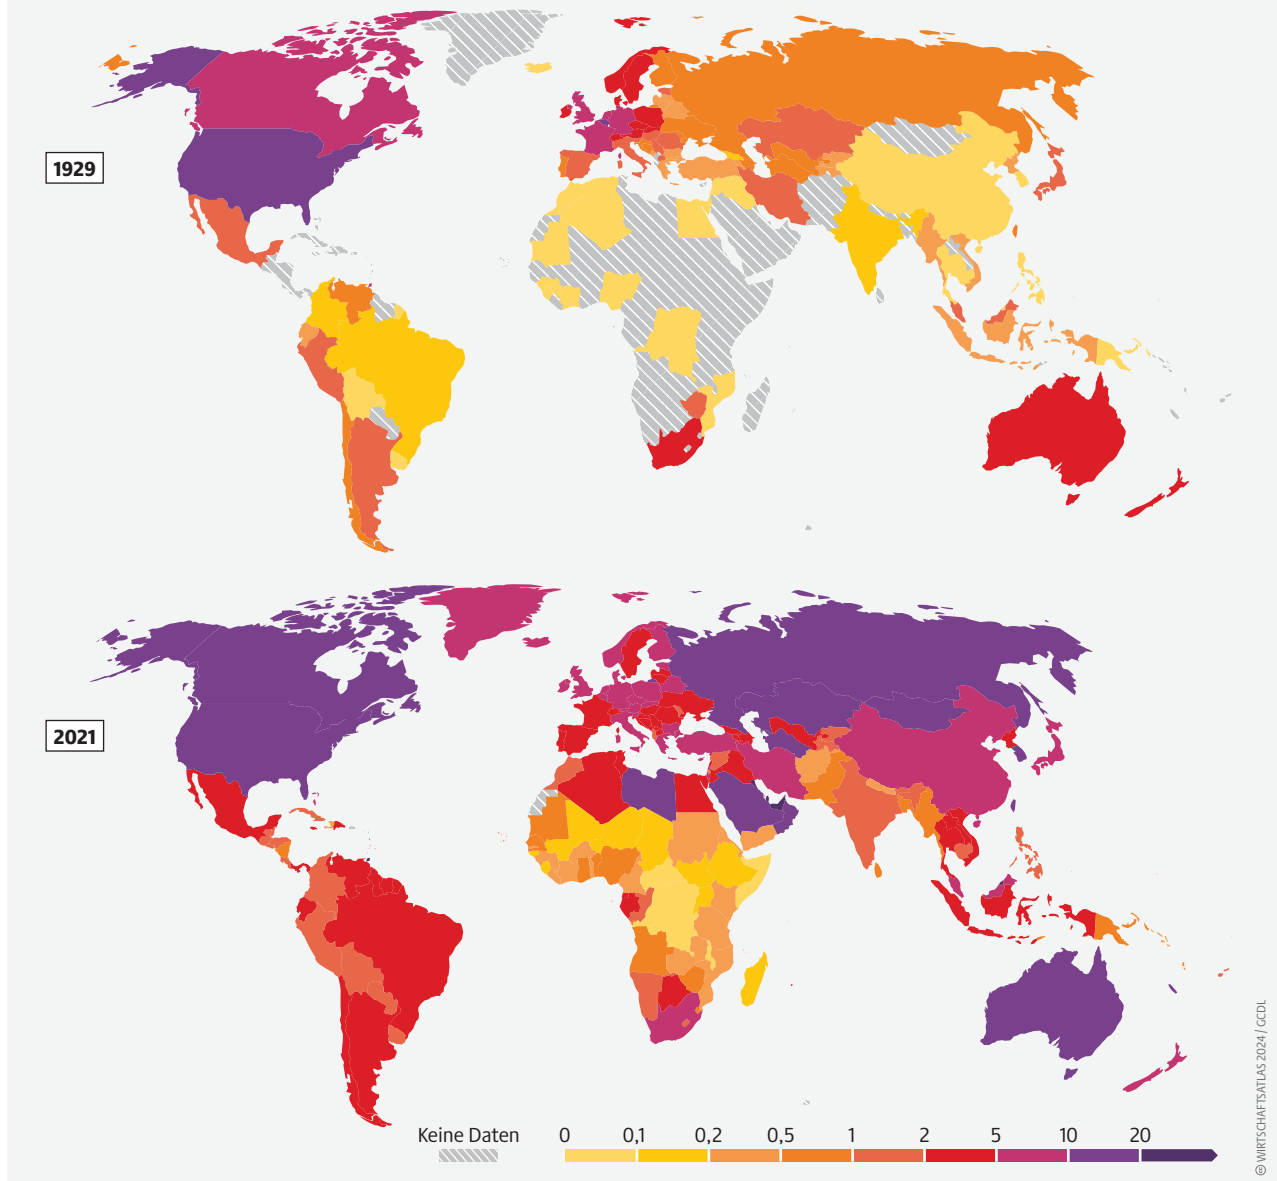 1929
2021
Keine Daten
0 0,1 0,2 0,5 1 2 5 10 20
WIRTSCHAFTSATLAS 2024 / GCDL